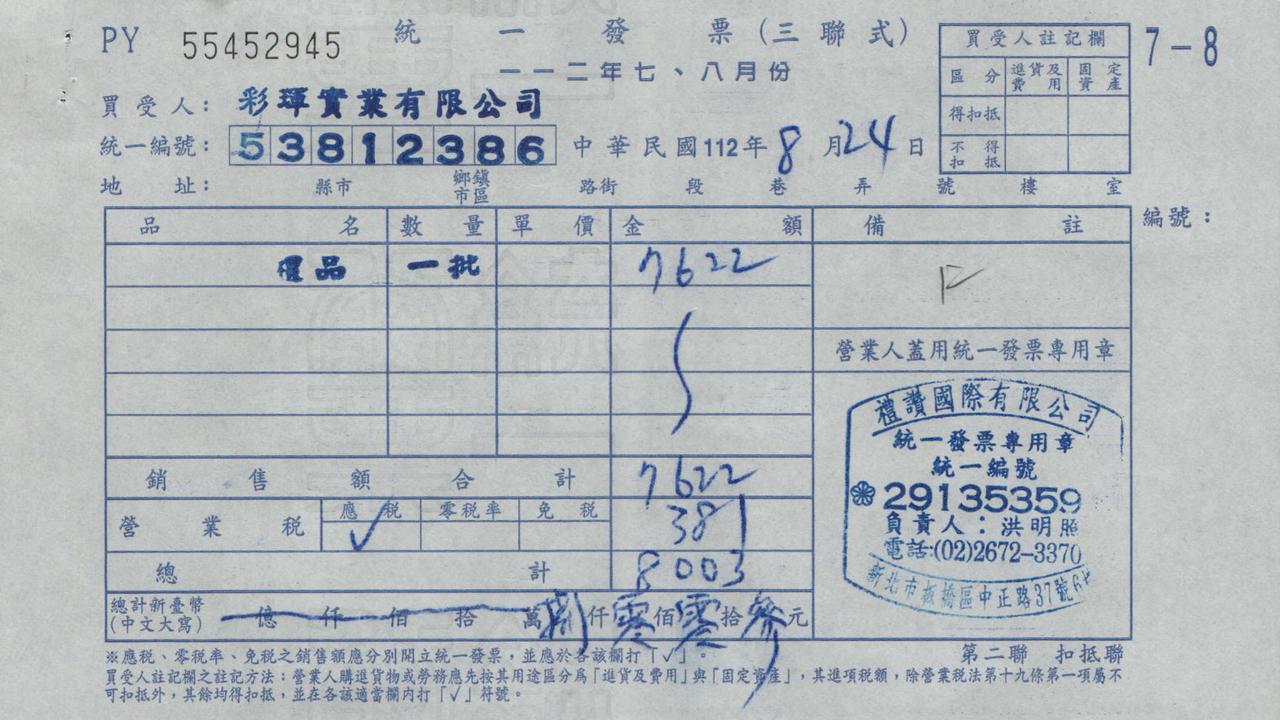 PY 55452945 統一發票(三聯式) 7-8
一一二年七、八月份
買受人: 彩琿實業有限公司
統一編號: 53812386 中華民國112年8月24日
地址: 縣市 鄉鎮市區 路街 段 巷 弄 號 樓 室
買受人註記欄
區分 進貨及費用 固定資產
得扣抵
不得扣抵
編號:
品名 數量 單價 金額 備註
禮品 一批 7622
營業人蓋用統一發票專用章
銷售額合計 7622
營業稅 應稅 零稅率 免稅 381
✓
總計 8003
總計新臺幣(中文大寫) 億仟佰拾萬捌仟零佰零拾參元
禮讚國際有限公司
統一發票專用章
統一編號
29135359
負責人:洪明照
電話:(02)2672-3370
新北市板橋區中正路37號
※應稅、零稅率、免稅之銷售額應分別開立統一發票,並應於各該欄打「✓」。
第二聯 扣抵聯
買受人註記欄之註記方法:營業人購進貨物或勞務應先按其用途區分為「進貨及費用」與「固定資產」,其進項稅額,除營業稅法第十九條第一項屬不
可扣抵外,其餘均得扣抵,並在各該適當欄內打「✓」符號。